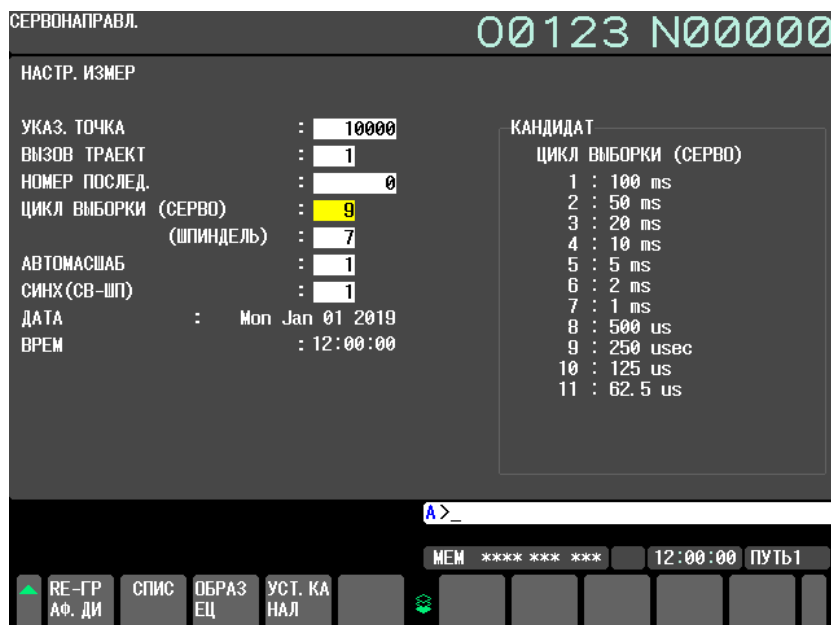 СЕРВОНАПРАВЛ.
O0123 N00000
НАСТР. ИЗМЕР
УКАЗ. ТОЧКА : 10000
ВЫЗОВ ТРАЕКТ : 1
НОМЕР ПОСЛЕД. : 0
ЦИКЛ ВЫБОРКИ (СЕРВО) : 9
(ШПИНДЕЛЬ) : 7
АВТОМАСШАБ : 1
СИНХ(СВ-ШП) : 1
ДАТА : Mon Jan 01 2019
ВРЕМ : 12:00:00
КАНДИДАТ
ЦИКЛ ВЫБОРКИ (СЕРВО)
1 : 100 ms
2 : 50 ms
3 : 20 ms
4 : 10 ms
5 : 5 ms
6 : 2 ms
7 : 1 ms
8 : 500 us
9 : 250 usec
10 : 125 us
11 : 62.5 us
A>_
MEM **** *** *** 12:00:00 ПУТЬ1
RE-ГР
АФ. ДИ
СПИС
ОБРАЗ
ЕЦ
УСТ. КА
НАЛ